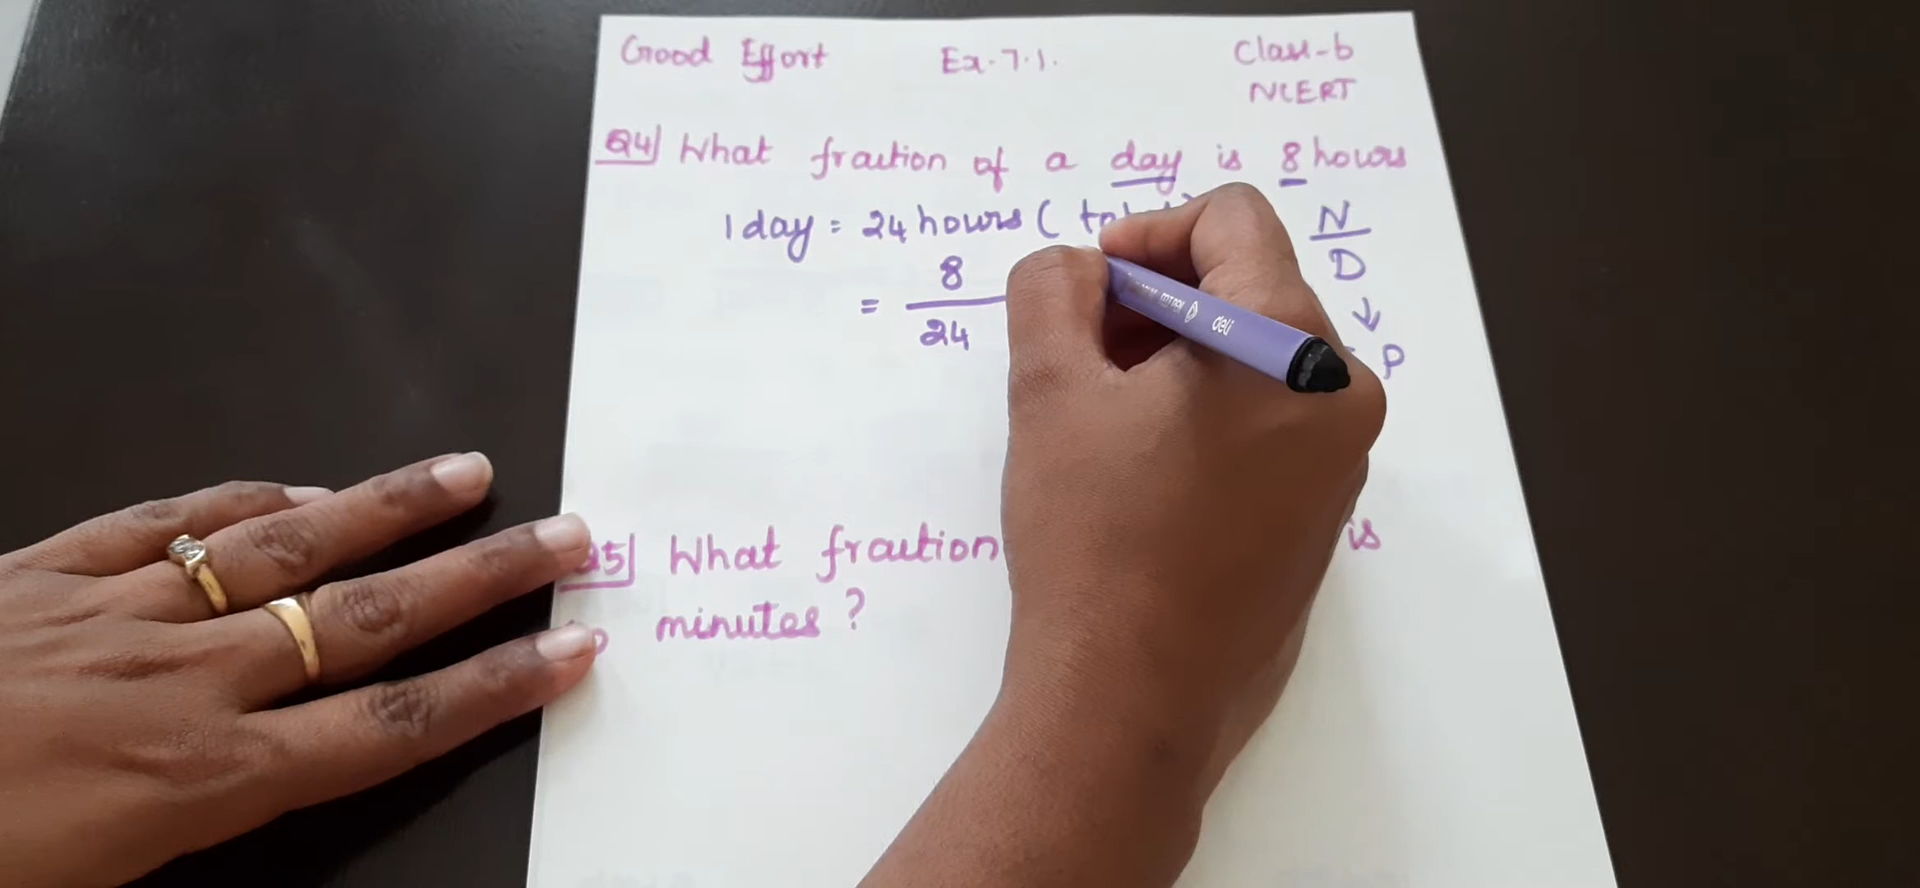 Good Effort Ex. 7.1. Class-6
NCERT
Q4 What fraction of a day is 8 hours
1 day = 24 hours (
N
D
= 8
24
P
deli
What fraction is
minutes?